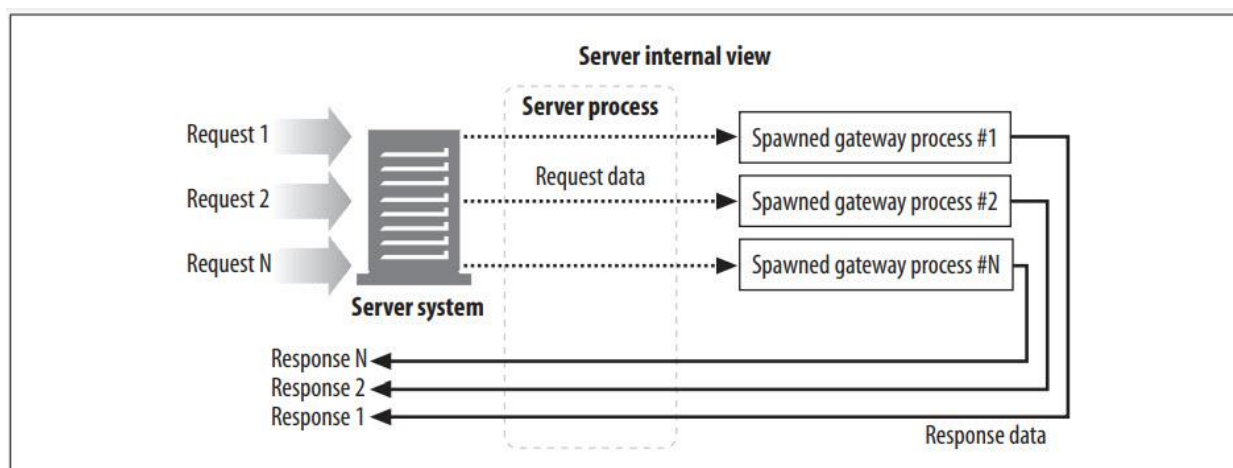 Server internal view
Server process
Request 1
Spawned gateway process #1
Request data
Request 2
Spawned gateway process #2
Request N
Spawned gateway process #N
Server system
Response N
Response 2
Response 1
Response data